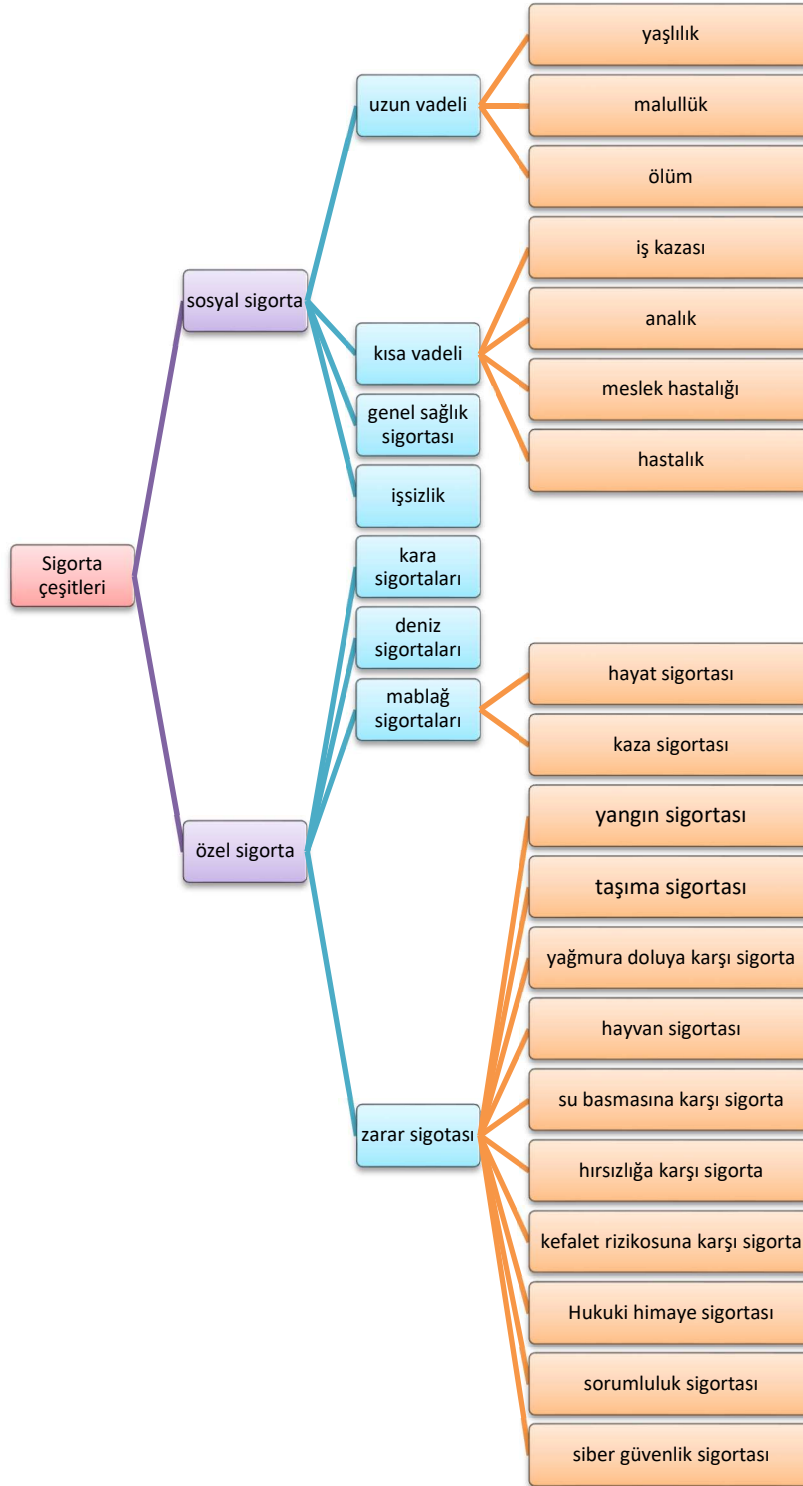 Sigorta
çeşitleri
sosyal sigorta
uzun vadeli
yaşlılık
malullük
ölüm
kısa vadeli
iş kazası
analık
meslek hastalığı
hastalık
genel sağlık
sigortası
işsizlik
özel sigorta
kara
sigortaları
deniz
sigortaları
mablağ
sigortaları
hayat sigortası
kaza sigortası
zarar sigotası
yangın sigortası
taşıma sigortası
yağmura doluya karşı sigorta
hayvan sigortası
su basmasına karşı sigorta
hırsızlığa karşı sigorta
kefalet rizikosuna karşı sigorta
Hukuki himaye sigortası
sorumluluk sigortası
siber güvenlik sigortası